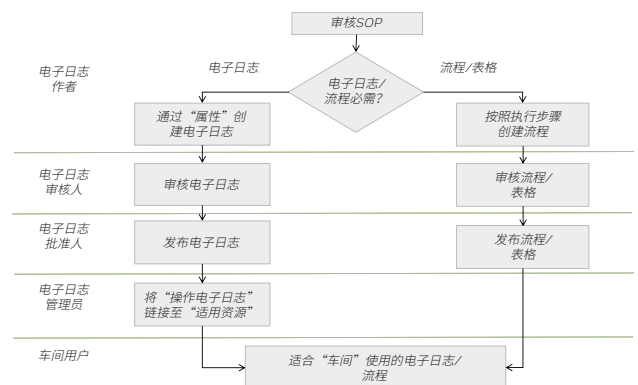 审核SOP
电子日志
作者
电子日志
流程/表格
电子日志/
流程必需?
通过“属性”创
建电子日志
按照执行步骤
创建流程
电子日志
审核人
审核电子日志
审核流程/
表格
电子日志
批准人
发布电子日志
发布流程/
表格
电子日志
管理员
将“操作电子日志”
链接至“适用资源”
车间用户
适合“车间”使用的电子日志/
流程